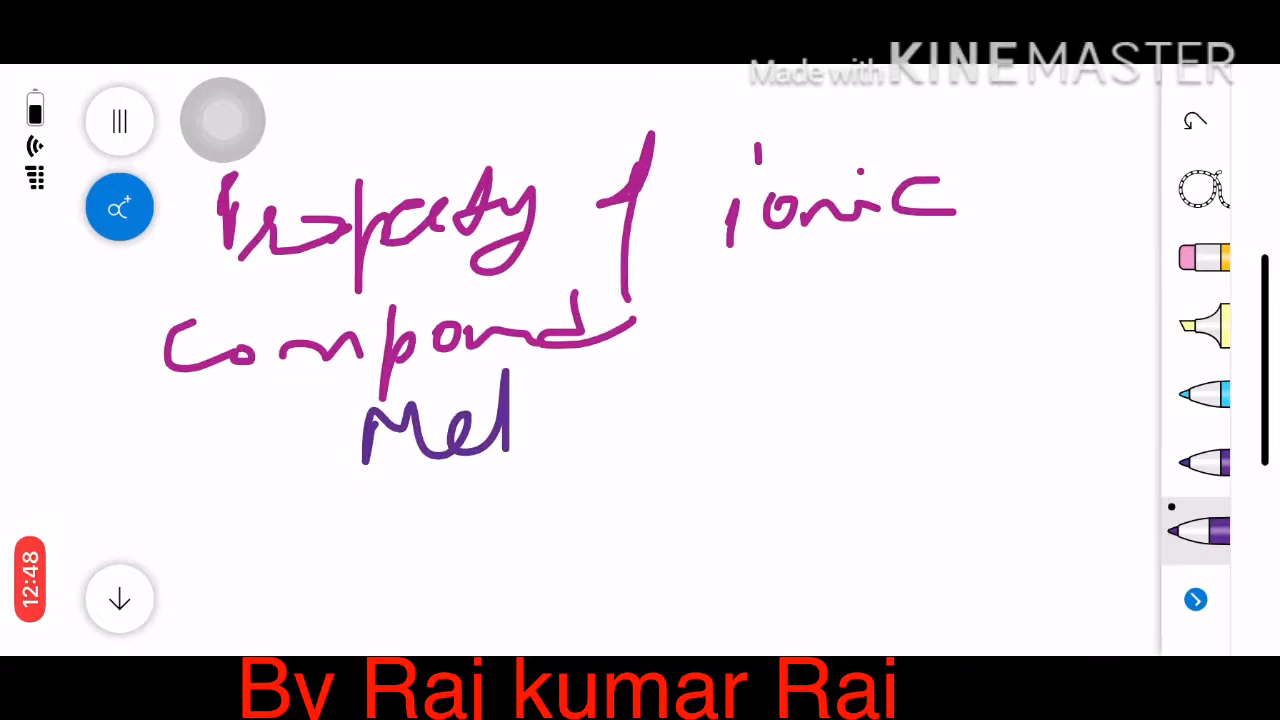 Made with KINEMASTER
Property of ionic
compound
Mel
12:48
By Raj kumar Rai